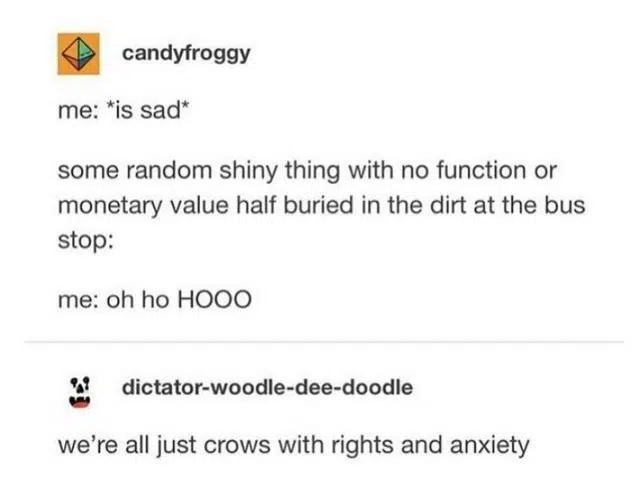 candyfroggy
me: *is sad*
some random shiny thing with no function or
monetary value half buried in the dirt at the bus
stop:
me: oh ho HOOO
dictator-woodle-dee-doodle
we're all just crows with rights and anxiety